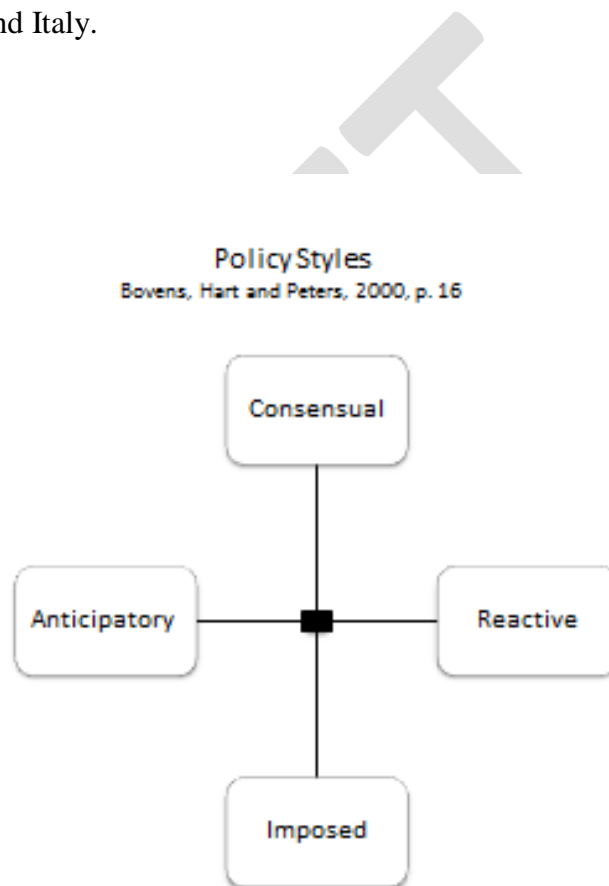 nd Italy.
Policy Styles
Bovens, Hart and Peters, 2000, p. 16
Consensual
Anticipatory
Reactive
Imposed